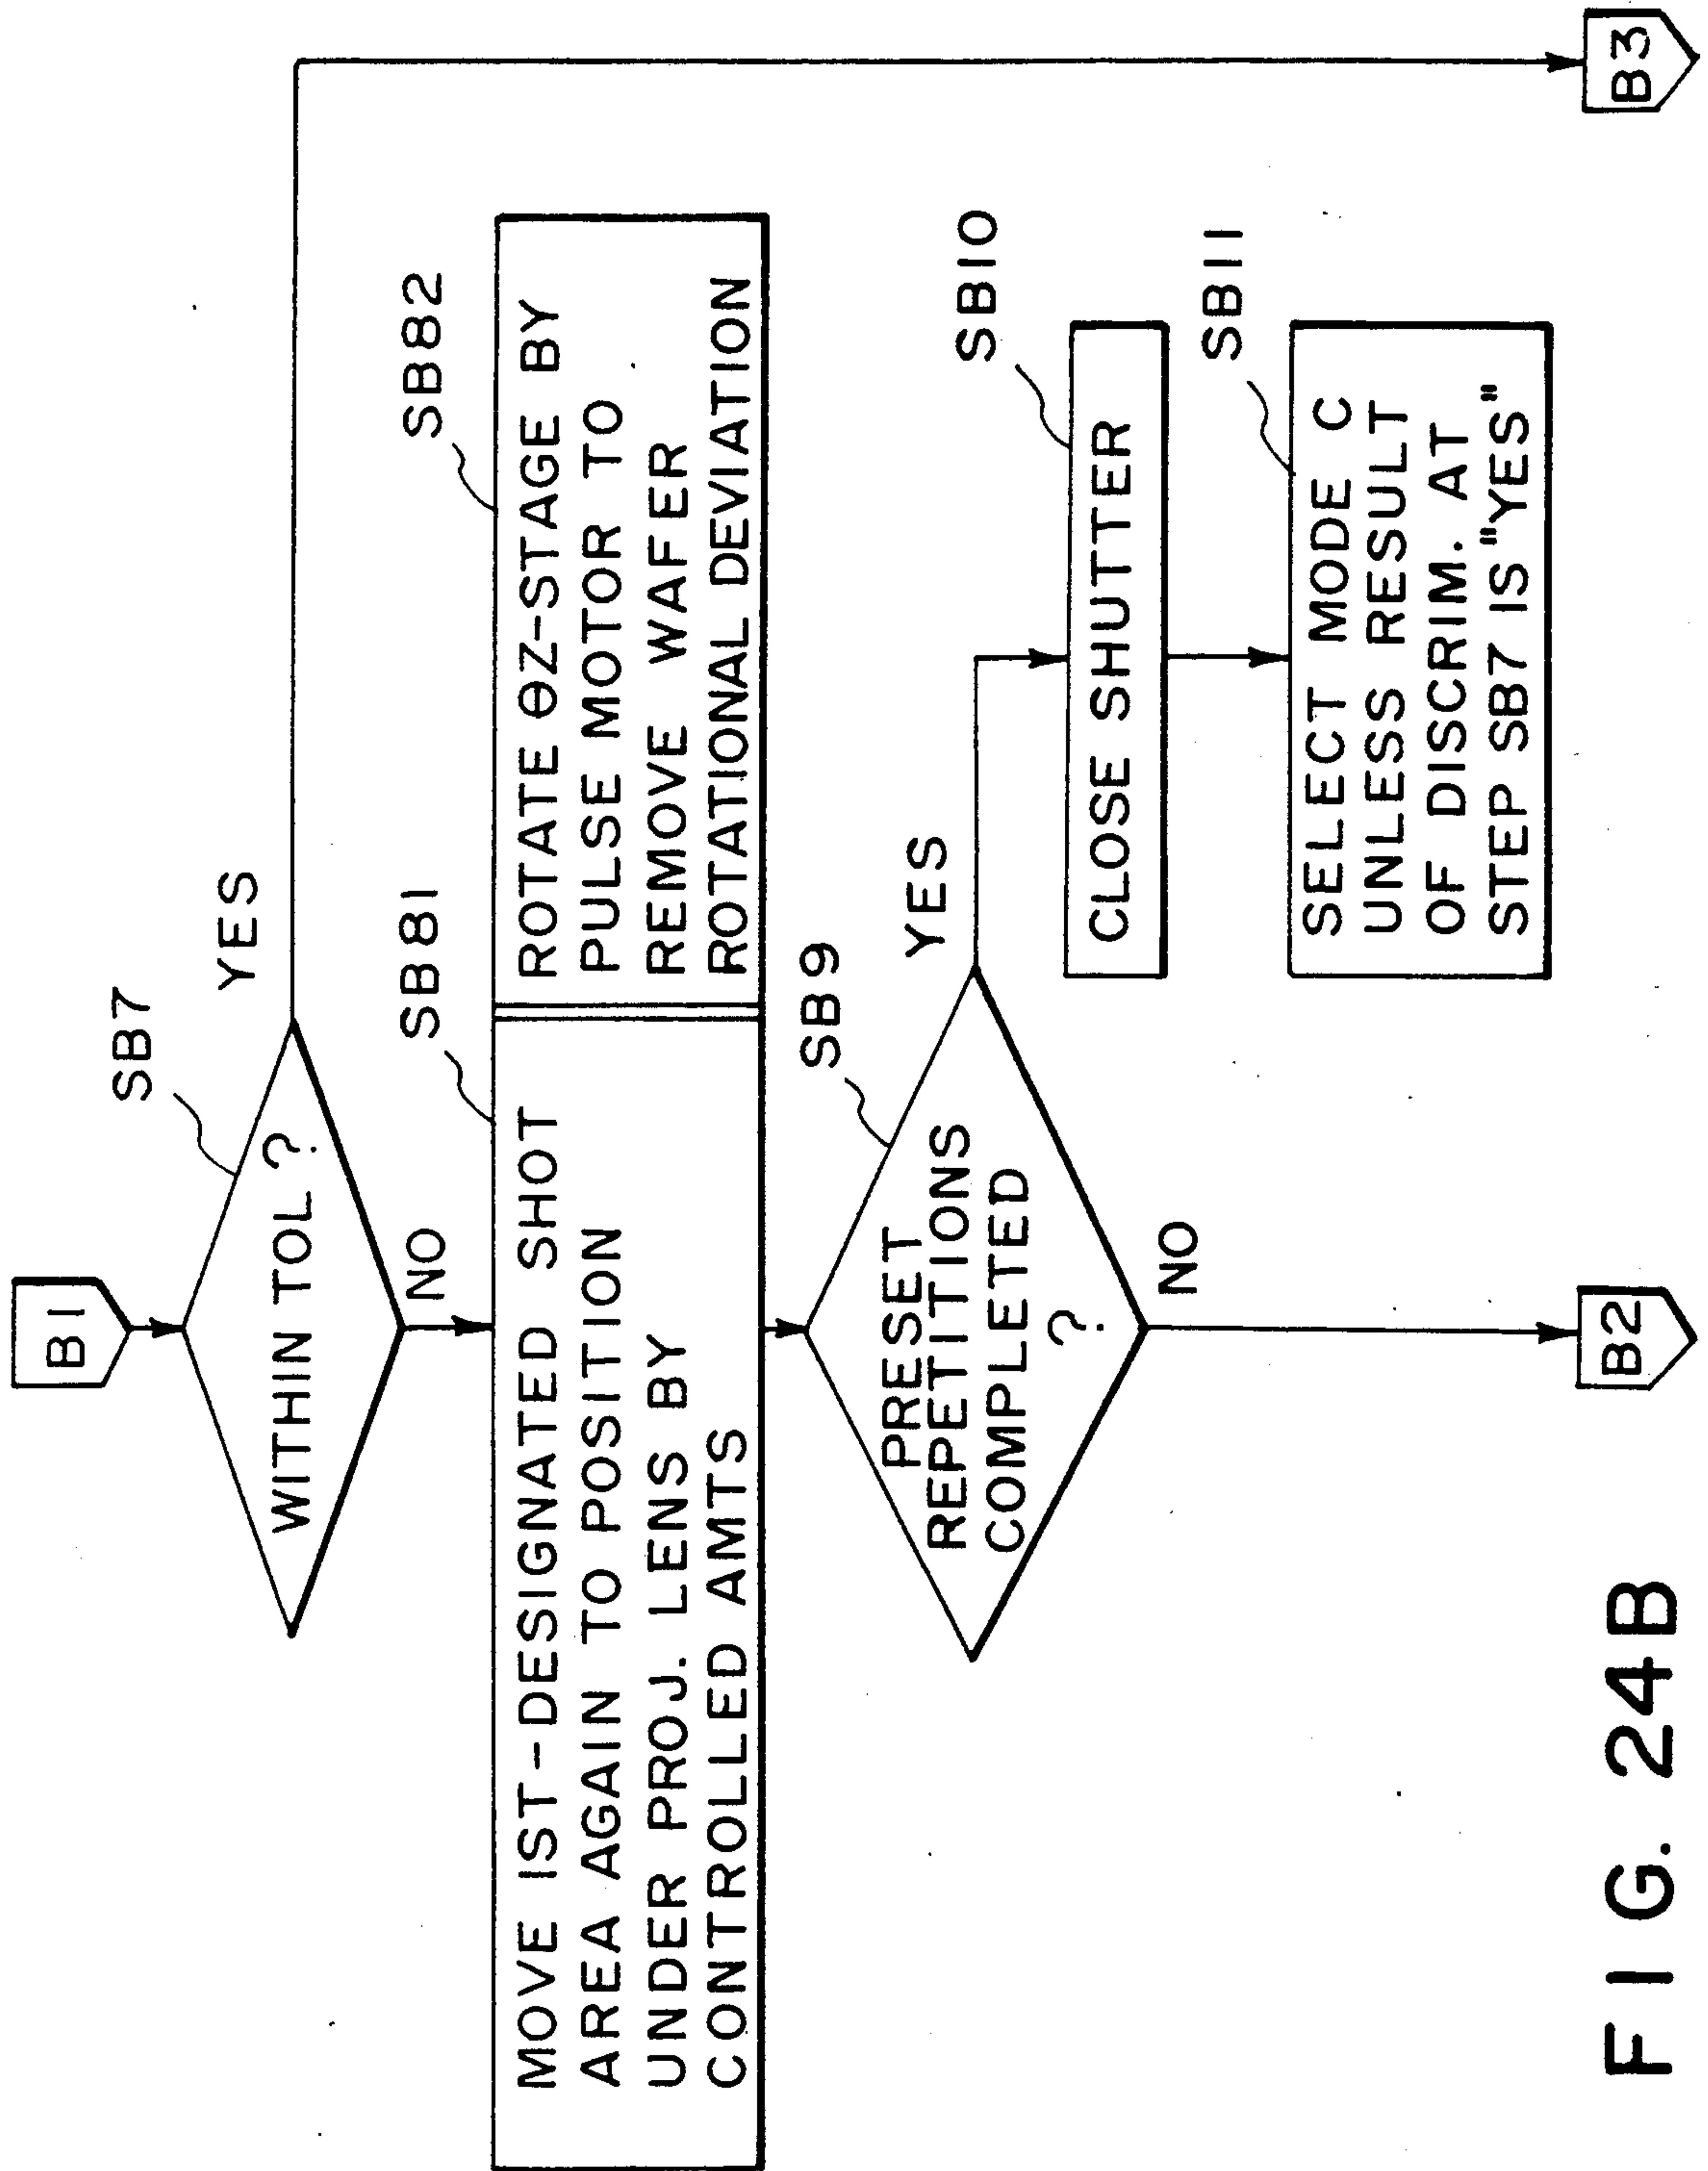 B1
SB7
WITHIN TOL ?
YES
NO
SB81
MOVE 1ST-DESIGNATED SHOT
AREA AGAIN TO POSITION
UNDER PROJ. LENS BY
CONTROLLED AMTS
SB82
ROTATE θZ-STAGE BY
PULSE MOTOR TO
REMOVE WAFER
ROTATIONAL DEVIATION
SB9
PRESET
REPETITIONS
COMPLETED
?
YES
NO
SB10
CLOSE SHUTTER
SB11
SELECT MODE C
UNLESS RESULT
OF DISCRIM. AT
STEP SB7 IS "YES"
B2
B3
FIG. 24B